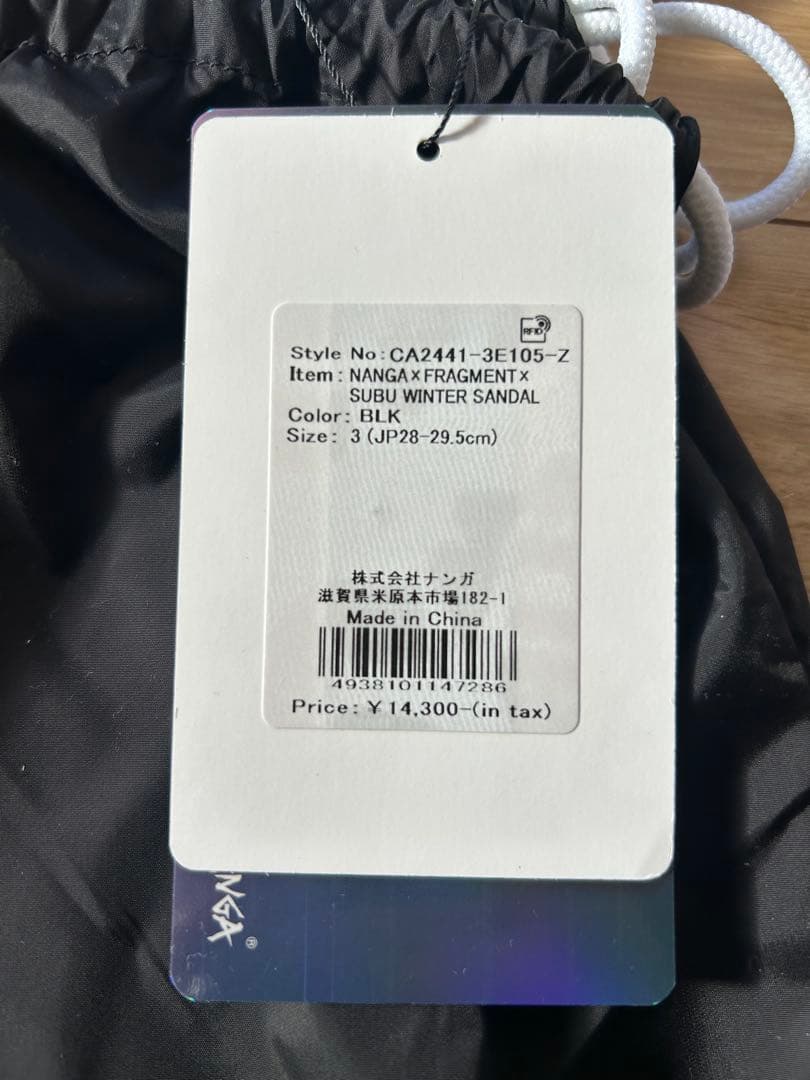 RFID
Style No:CA2441-3E105-Z
Item: NANGA×FRAGMENT×
SUBU WINTER SANDAL
Color: BLK
Size: 3 (JP28-29.5cm)
株式会社ナンガ
滋賀県米原本市場182-1
Made in China
4938101147286
Price: ¥14,300-(in tax)
NGA®